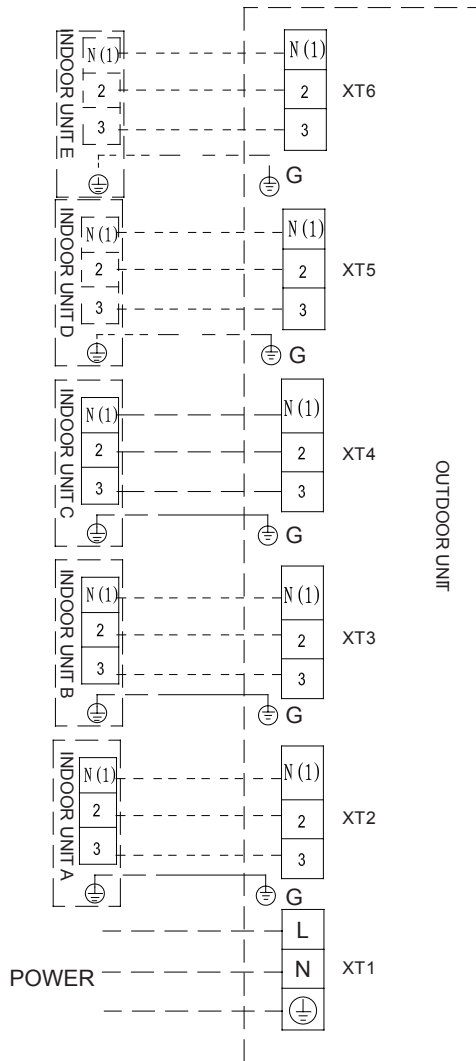 INDOOR UNIT E
N(1)
2
3
N(1)
2
3
XT6
G
INDOOR UNIT D
N(1)
2
3
N(1)
2
3
XT5
G
INDOOR UNIT C
N(1)
2
3
N(1)
2
3
XT4
G
OUTDOOR UNIT
INDOOR UNIT B
N(1)
2
3
N(1)
2
3
XT3
G
INDOOR UNIT A
N(1)
2
3
N(1)
2
3
XT2
G
POWER
L
N
XT1